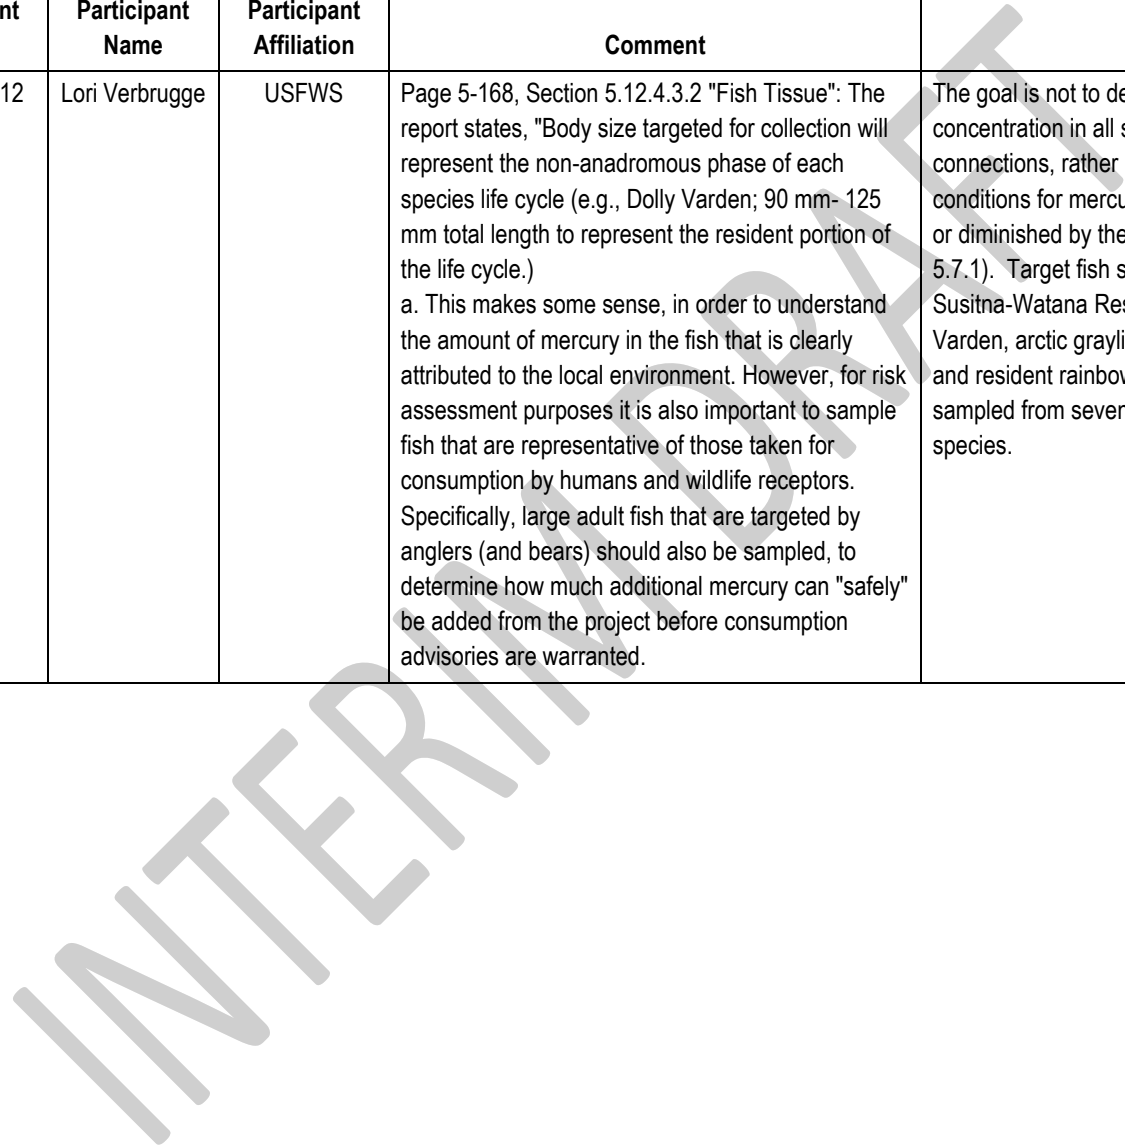 nt
Participant
Name
Participant
Affiliation
Comment
12
Lori Verbrugge
USFWS
Page 5-168, Section 5.12.4.3.2 "Fish Tissue": The
report states, "Body size targeted for collection will
represent the non-anadromous phase of each
species life cycle (e.g., Dolly Varden; 90 mm- 125
mm total length to represent the resident portion of
the life cycle.)
a. This makes some sense, in order to understand
the amount of mercury in the fish that is clearly
attributed to the local environment. However, for risk
assessment purposes it is also important to sample
fish that are representative of those taken for
consumption by humans and wildlife receptors.
Specifically, large adult fish that are targeted by
anglers (and bears) should also be sampled, to
determine how much additional mercury can "safely"
be added from the project before consumption
advisories are warranted.
The goal is not to de
concentration in all s
connections, rather
conditions for mercu
or diminished by the
5.7.1).  Target fish s
Susitna-Watana Res
Varden, arctic grayli
and resident rainbow
sampled from seven
species.
INTERIM DRAFT